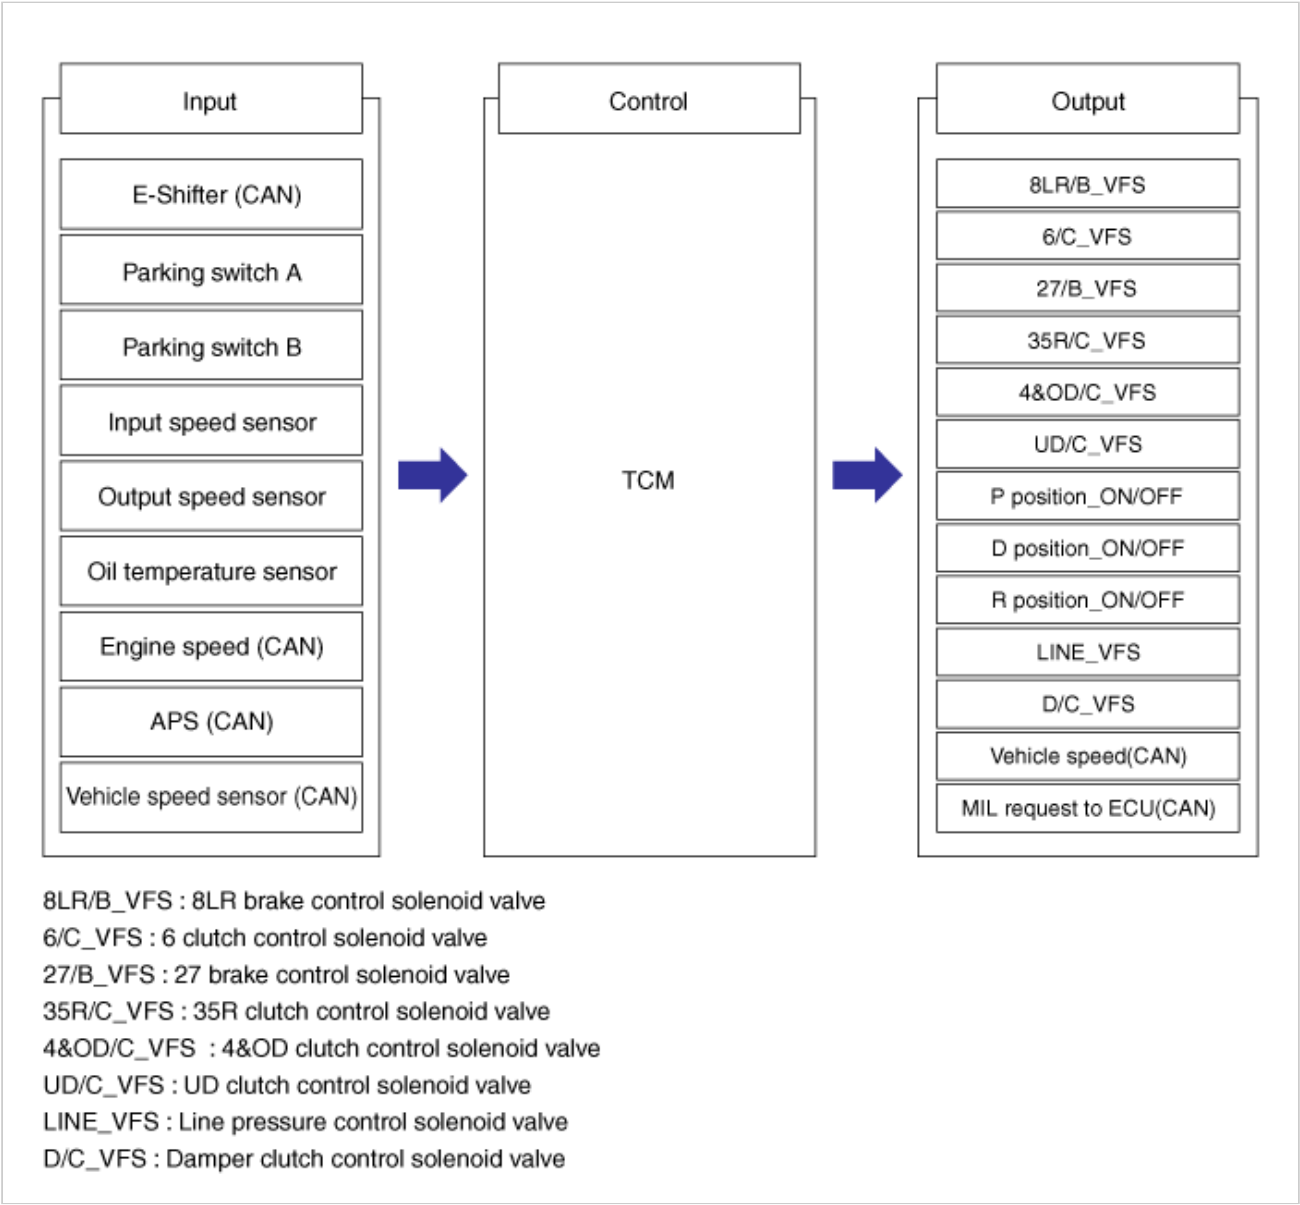 Input
E-Shifter (CAN)
Parking switch A
Parking switch B
Input speed sensor
Output speed sensor
Oil temperature sensor
Engine speed (CAN)
APS (CAN)
Vehicle speed sensor (CAN)
Control
TCM
Output
8LR/B_VFS
6/C_VFS
27/B_VFS
35R/C_VFS
4&OD/C_VFS
UD/C_VFS
P position_ON/OFF
D position_ON/OFF
R position_ON/OFF
LINE_VFS
D/C_VFS
Vehicle speed(CAN)
MIL request to ECU(CAN)
8LR/B_VFS : 8LR brake control solenoid valve
6/C_VFS : 6 clutch control solenoid valve
27/B_VFS : 27 brake control solenoid valve
35R/C_VFS : 35R clutch control solenoid valve
4&OD/C_VFS  : 4&OD clutch control solenoid valve
UD/C_VFS : UD clutch control solenoid valve
LINE_VFS : Line pressure control solenoid valve
D/C_VFS : Damper clutch control solenoid valve